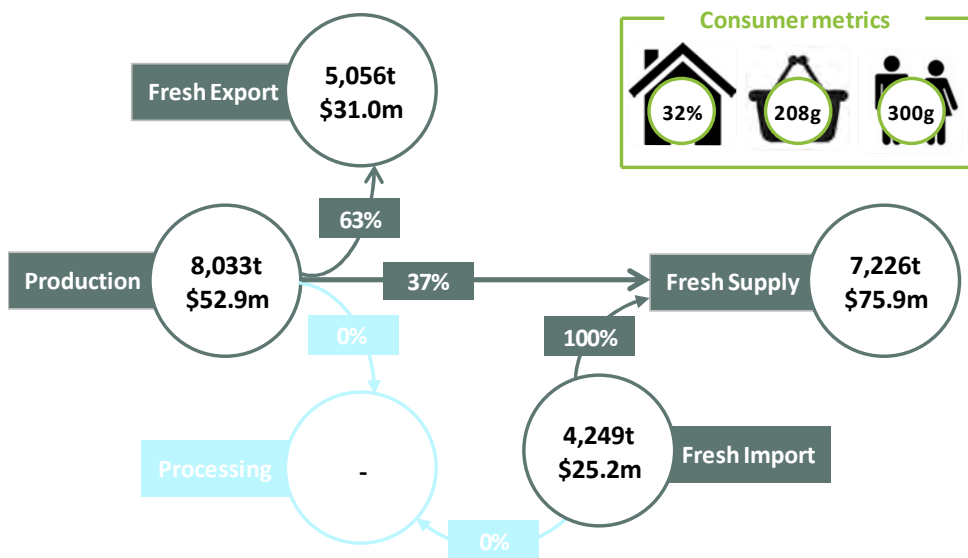 Consumer metrics
32%
208g
300g
Fresh Export
5,056t
$31.0m
63%
Production
8,033t
$52.9m
37%
Fresh Supply
7,226t
$75.9m
0%
100%
Processing
-
4,249t
$25.2m
Fresh Import
0%